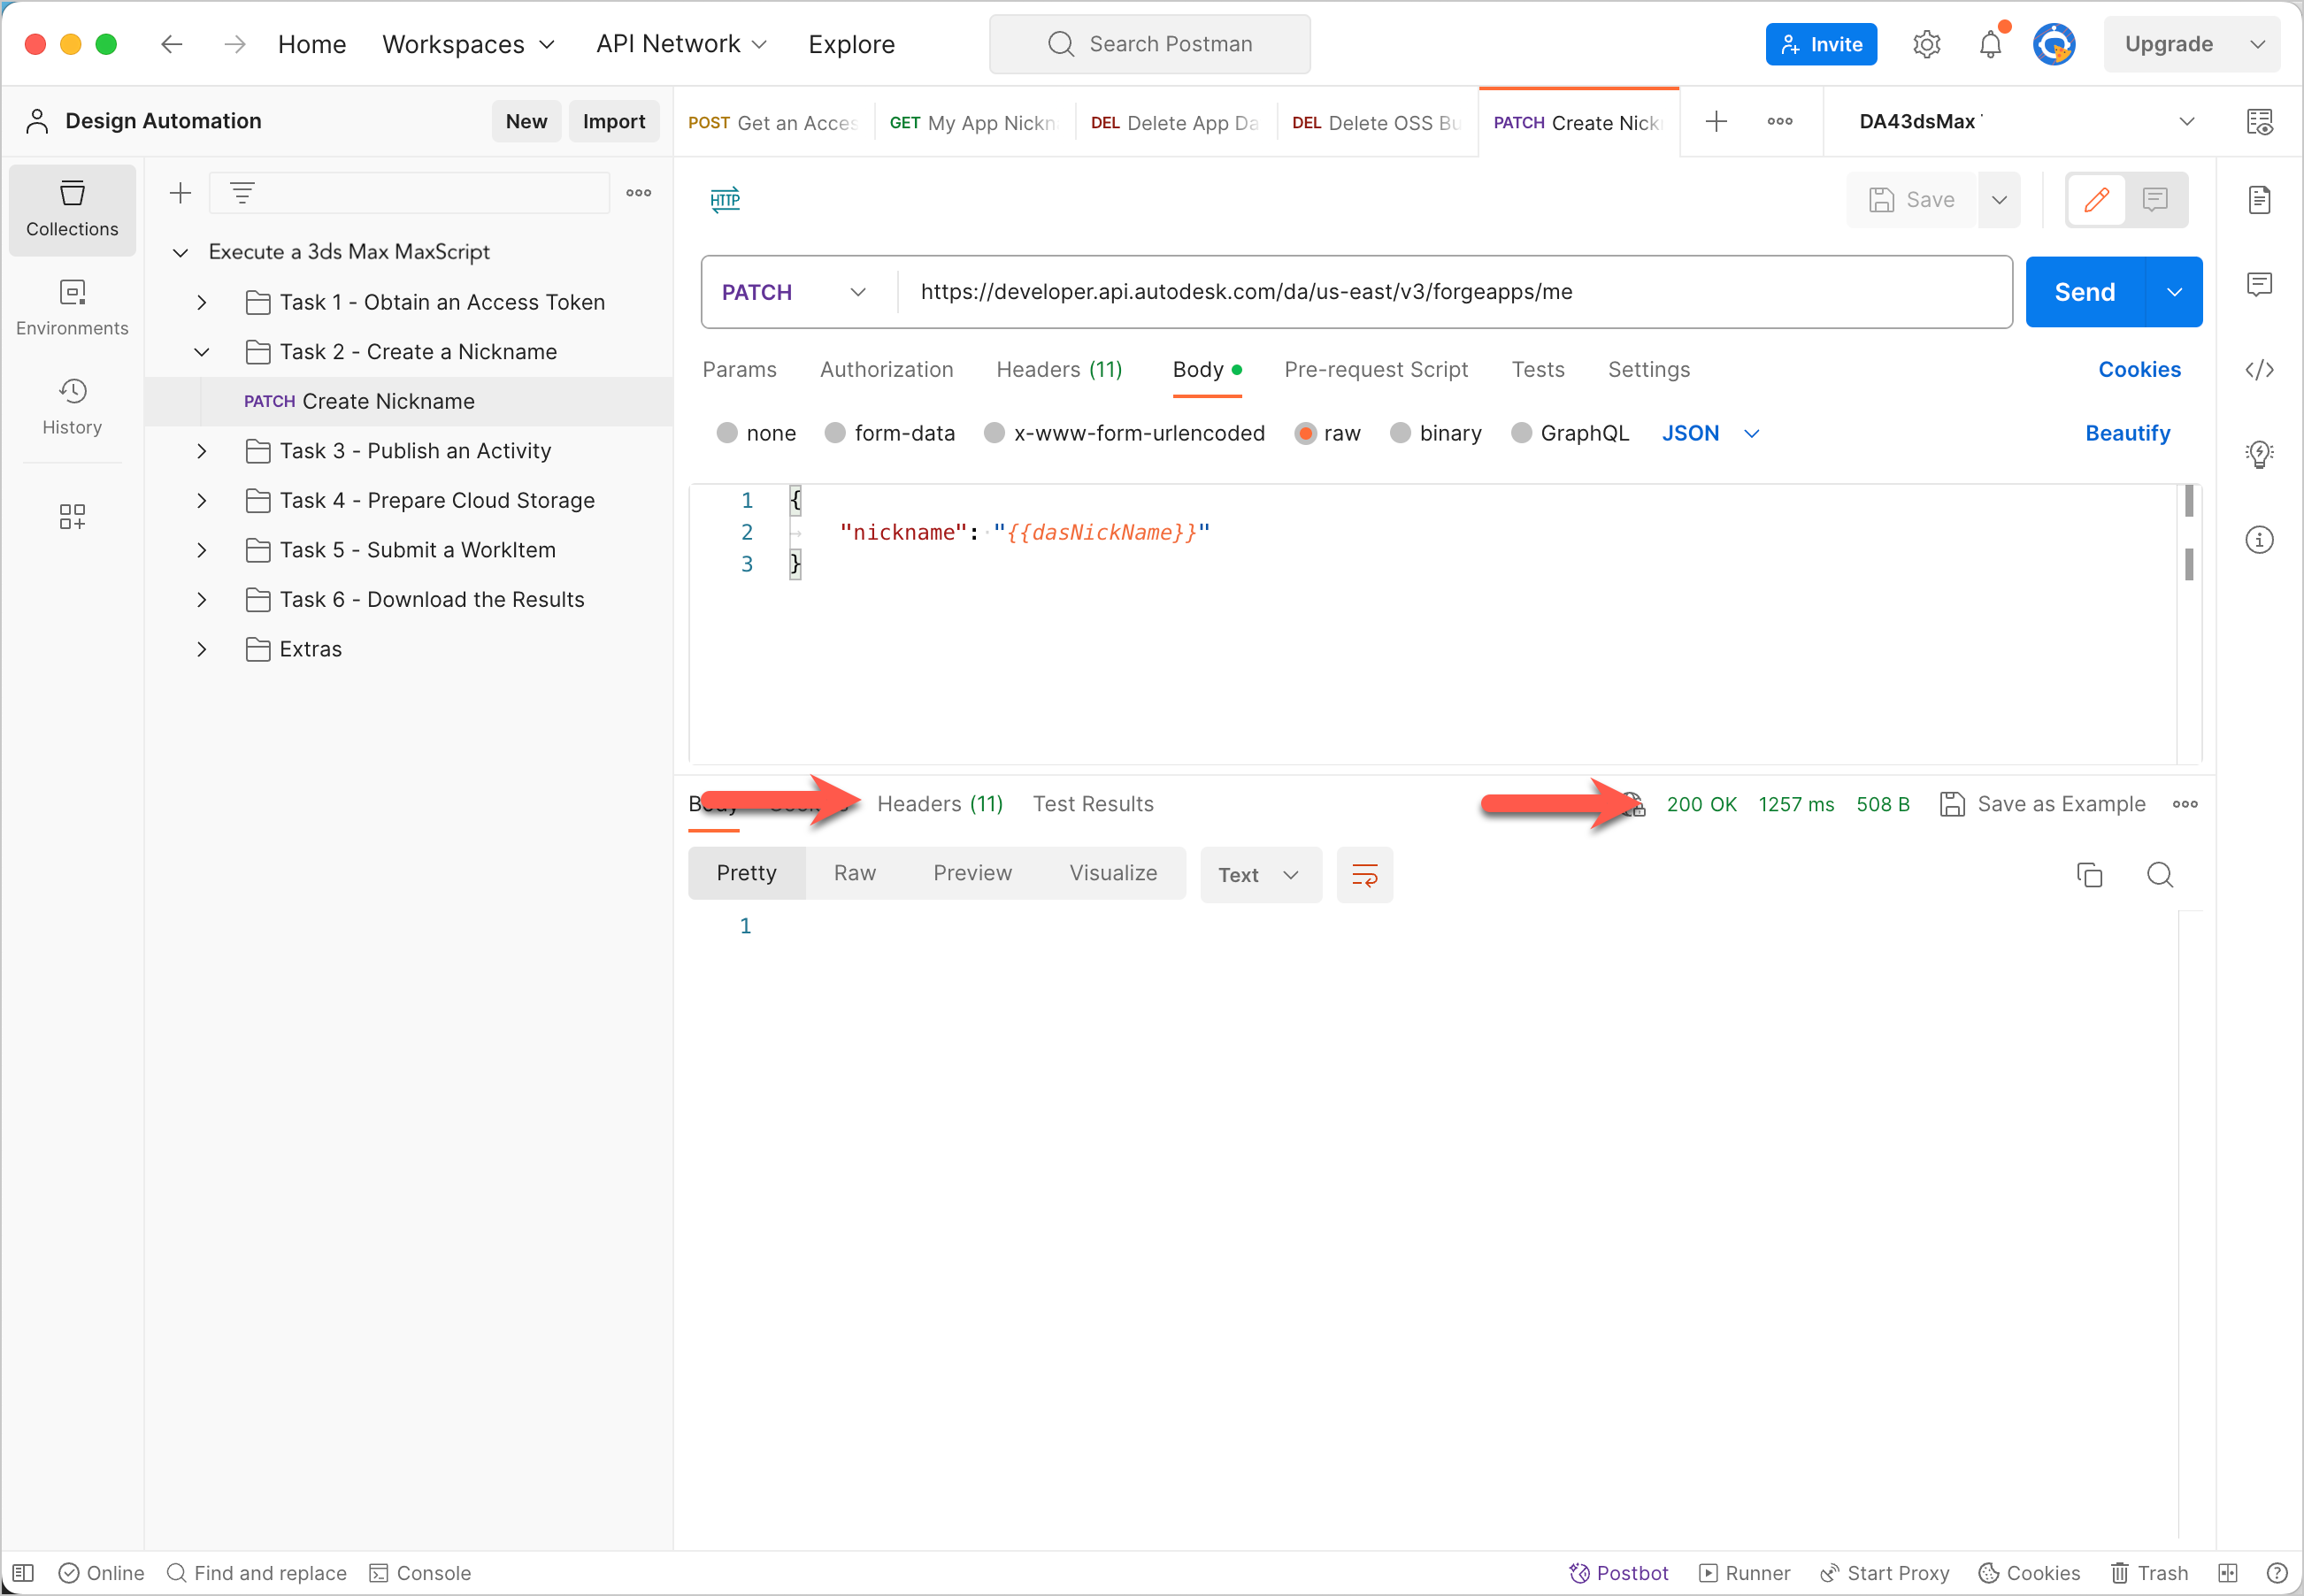 Home Workspaces API Network Explore Search Postman Invite Upgrade
Design Automation New Import
POST Get an Acces GET My App Nickn DEL Delete App Da DEL Delete OSS Bu PATCH Create Nick DA43dsMax
HTTP Save
Collections
Environments
History
Execute a 3ds Max MaxScript
Task 1 - Obtain an Access Token
Task 2 - Create a Nickname
PATCH Create Nickname
Task 3 - Publish an Activity
Task 4 - Prepare Cloud Storage
Task 5 - Submit a WorkItem
Task 6 - Download the Results
Extras
PATCH https://developer.api.autodesk.com/da/us-east/v3/forgeapps/me Send
Params Authorization Headers (11) Body Pre-request Script Tests Settings Cookies
none form-data x-www-form-urlencoded raw binary GraphQL JSON Beautify
1 {
2 "nickname": "{{dasNickName}}"
3 }
Body Headers (11) Test Results 200 OK 1257 ms 508 B Save as Example
Pretty Raw Preview Visualize Text
1
Online Find and replace Console Postbot Runner Start Proxy Cookies Trash